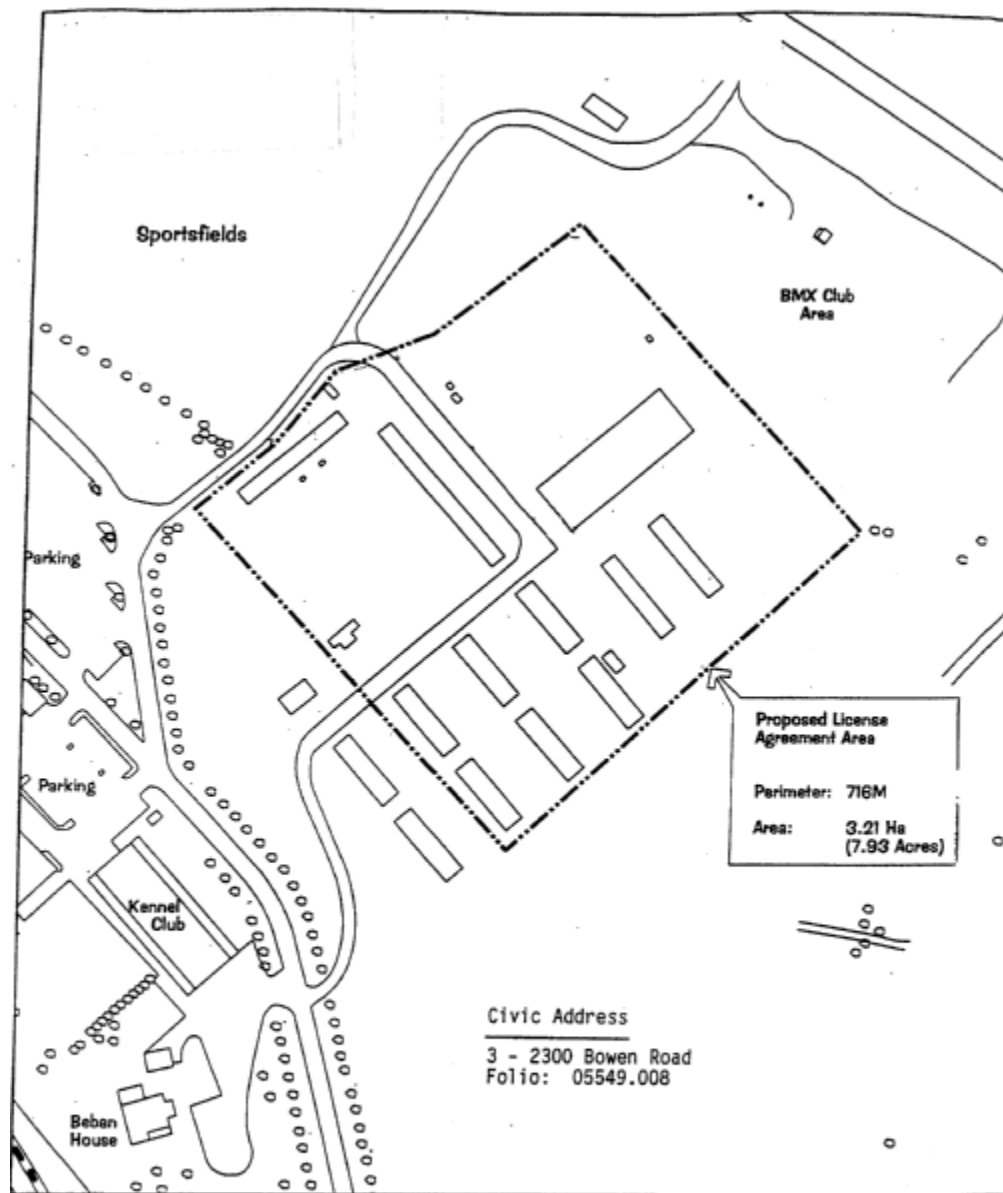 Sportsfields
BMX Club
Area
Parking
Proposed License
Agreement Area
Perimeter: 716M
Area: 3.21 Ha
(7.93 Acres)
Parking
Kennel
Club
Civic Address
3 - 2300 Bowen Road
Folio: 05549.008
Beban
House